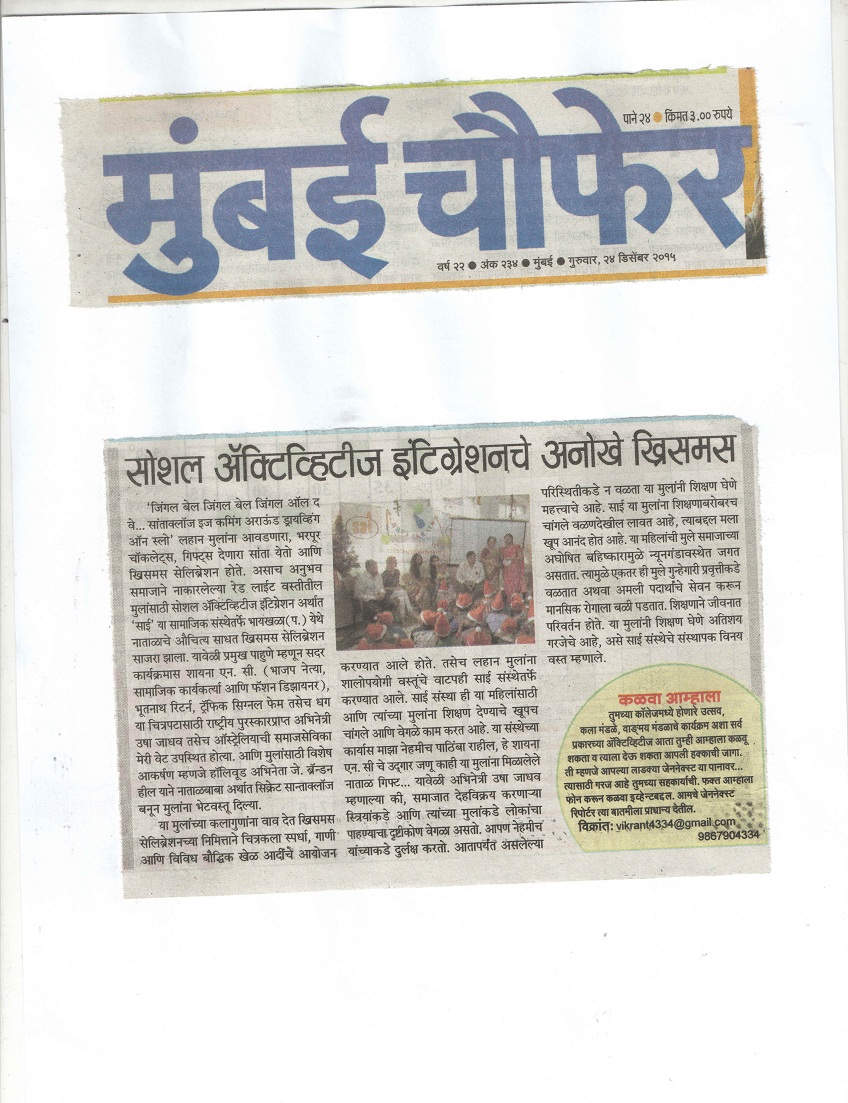 पाने २४ ● किंमत ३.०० रुपये
मुंबई चौफेर
वर्ष २२ ● अंक २३४ ● मुंबई ● गुरुवार, २४ डिसेंबर २०१५
सोशल ॲक्टिव्हिटीज इंटिग्रेशनचे अनोखे ख्रिसमस
'जिंगल बेल जिंगल बेल जिंगल ऑल द
वे... सांताक्लॉज इज कमिंग अराऊंड ड्रायव्हिंग
ऑन स्लो' लहान मुलांना आवडणारा, भरपूर
चॉकलेट्स, गिफ्ट्स देणारा सांता येतो आणि
ख्रिसमस सेलिब्रेशन होते. असाच अनुभव
समाजाने नाकारलेल्या रेड लाईट वस्तीतील
मुलांसाठी सोशल ॲक्टिव्हिटीज इंटिग्रेशन अर्थात
'साई' या सामाजिक संस्थेतर्फे भायखळा(प.) येथे
नाताळाचे औचित्य साधत ख्रिसमस सेलिब्रेशन
साजरा झाला. यावेळी प्रमुख पाहुणे म्हणून सदर
कार्यक्रमास शायना एन. सी. (भाजप नेत्या,
सामाजिक कार्यकर्त्या आणि फॅशन डिझायनर),
भूतनाथ रिटर्न, ट्रॅफिक सिग्नल फेम तसेच धग
या चित्रपटासाठी राष्ट्रीय पुरस्कारप्राप्त अभिनेत्री
उषा जाधव तसेच ऑस्ट्रेलियाची समाजसेविका
मेरी वेट उपस्थित होत्या. आणि मुलांसाठी विशेष
आकर्षण म्हणजे हॉलिवूड अभिनेता जे. ब्रॅन्डन
हील याने नाताळबाबा अर्थात सिक्रेट सान्ताक्लॉज
बनून मुलांना भेटवस्तू दिल्या.
या मुलांच्या कलागुणांना वाव देत ख्रिसमस
सेलिब्रेशनच्या निमित्ताने चित्रकला स्पर्धा, गाणी
आणि विविध बौद्धिक खेळ आदींचे आयोजन
करण्यात आले होते. तसेच लहान मुलांना
शालोपयोगी वस्तूंचे वाटपही साई संस्थेतर्फे
करण्यात आले. साई संस्था ही या महिलांसाठी
आणि त्यांच्या मुलांना शिक्षण देण्याचे खूपच
चांगले आणि वेगळे काम करत आहे. या संस्थेच्या
कार्यास माझा नेहमीच पाठिंबा राहील, हे शायना
एन. सी चे उद्‌गार जणू काही या मुलांना मिळालेले
नाताळ गिफ्ट... यावेळी अभिनेत्री उषा जाधव
म्हणाल्या की, समाजात देहविक्रय करणाऱ्या
स्त्रियांकडे आणि त्यांच्या मुलांकडे लोकांचा
पाहण्याचा दृष्टीकोण वेगळा असतो. आपण नेहमीच
यांच्याकडे दुर्लक्ष करतो. आतापर्यंत असलेल्या
परिस्थितीकडे न वळता या मुलांनी शिक्षण घेणे
महत्त्वाचे आहे. साई या मुलांना शिक्षणाबरोबरच
चांगले वळणदेखील लावत आहे, त्याबद्दल मला
खूप आनंद होत आहे. या महिलांची मुले समाजाच्या
अघोषित बहिष्कारामुळे न्यूनगंडावस्थेत जगत
असतात. त्यामुळे एकतर ही मुले गुन्हेगारी प्रवृत्तीकडे
वळतात अथवा अमली पदार्थाचे सेवन करून
मानसिक रोगाला बळी पडतात. शिक्षणाने जीवनात
परिवर्तन होते. या मुलांनी शिक्षण घेणे अतिशय
गरजेचे आहे, असे साई संस्थेचे संस्थापक विनय
वस्त म्हणाले.
कळवा आम्हाला
तुमच्या कॉलेजमध्ये होणारे उत्सव,
कला मंडळे, वाङ्‌मय मंडळाचे कार्यक्रम अशा सर्व
प्रकारच्या ॲक्टिव्हिटीज आता तुम्ही आम्हाला कळवू
शकता व त्याला देऊ शकता आपली हक्काची जागा.
ती म्हणजे आपल्या लाडक्या जेननेक्स्ट या पानावर...
त्यासाठी गरज आहे तुमच्या सहकार्याची. फक्त आम्हाला
फोन करून कळवा इव्हेन्टबद्दल. आमचे जेननेक्स्ट
रिपोर्टर त्या बातमीला प्राधान्य देतील.
विक्रांत: vikrant4334@gmail.com
9867904334